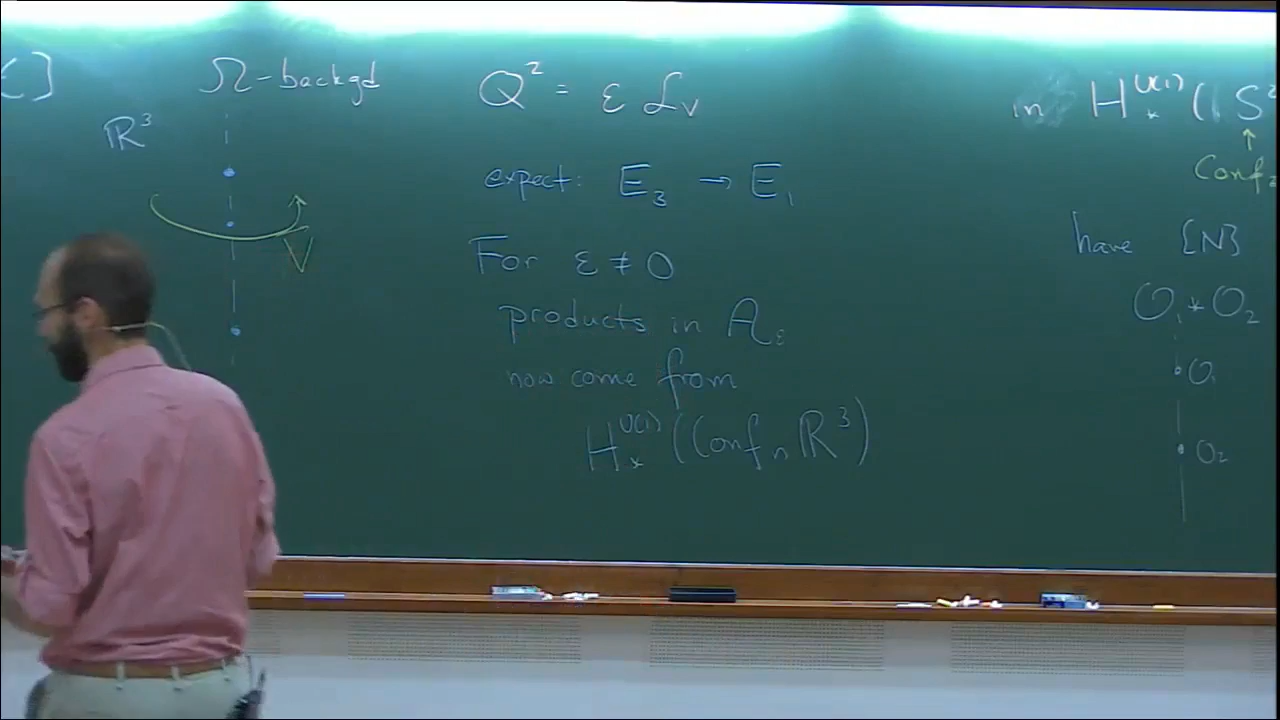 Ω-backgd
ℝ³
V
Q² = ε ℒ_V
expect: E₃ → E₁
For ε ≠ 0
products in A_ε
now come from
H_*^{U(1)}(Conf_n ℝ³)
in H_*^{U(1)}(S²
↑
Conf₂
have {N}
O₁ * O₂
O₁
O₂